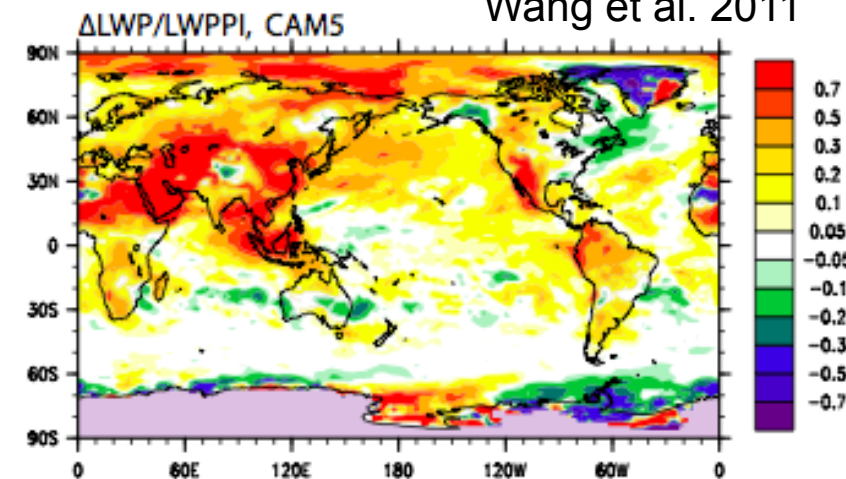 Wang et al. 2011
ΔLWP/LWPPI, CAM5
90N
60N
30N
0
30S
60S
90S
0 60E 120E 180 120W 60W 0
0.7
0.5
0.3
0.2
0.1
0.05
-0.05
-0.1
-0.2
-0.3
-0.5
-0.7